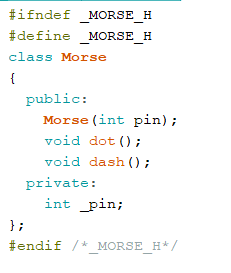 #ifndef _MORSE_H
#define _MORSE_H
class Morse
{
  public:
    Morse(int pin);
    void dot();
    void dash();
  private:
    int _pin;
};
#endif /*_MORSE_H*/